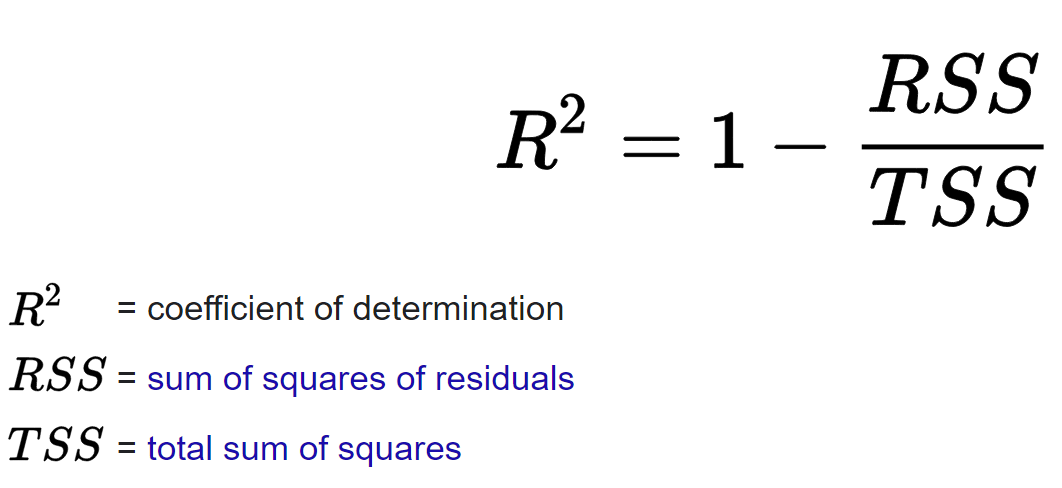 R² = 1 − RSS/TSS
R² = coefficient of determination
RSS = sum of squares of residuals
TSS = total sum of squares